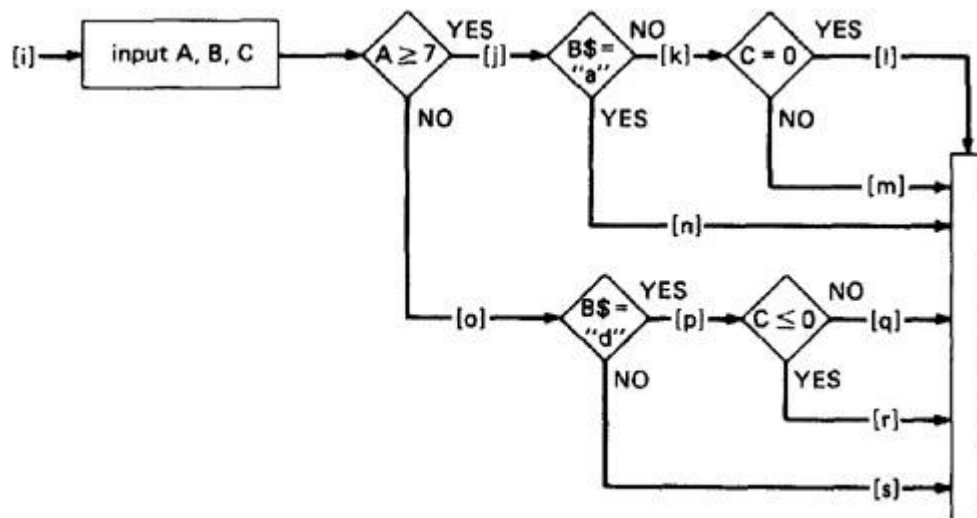 [i]
input A, B, C
A ≥ 7
YES
[j]
B$ =
"a"
NO
[k]
C = 0
YES
[l]
NO
YES
NO
[m]
[n]
[o]
B$ =
"d"
YES
[p]
C ≤ 0
NO
[q]
NO
YES
[r]
[s]